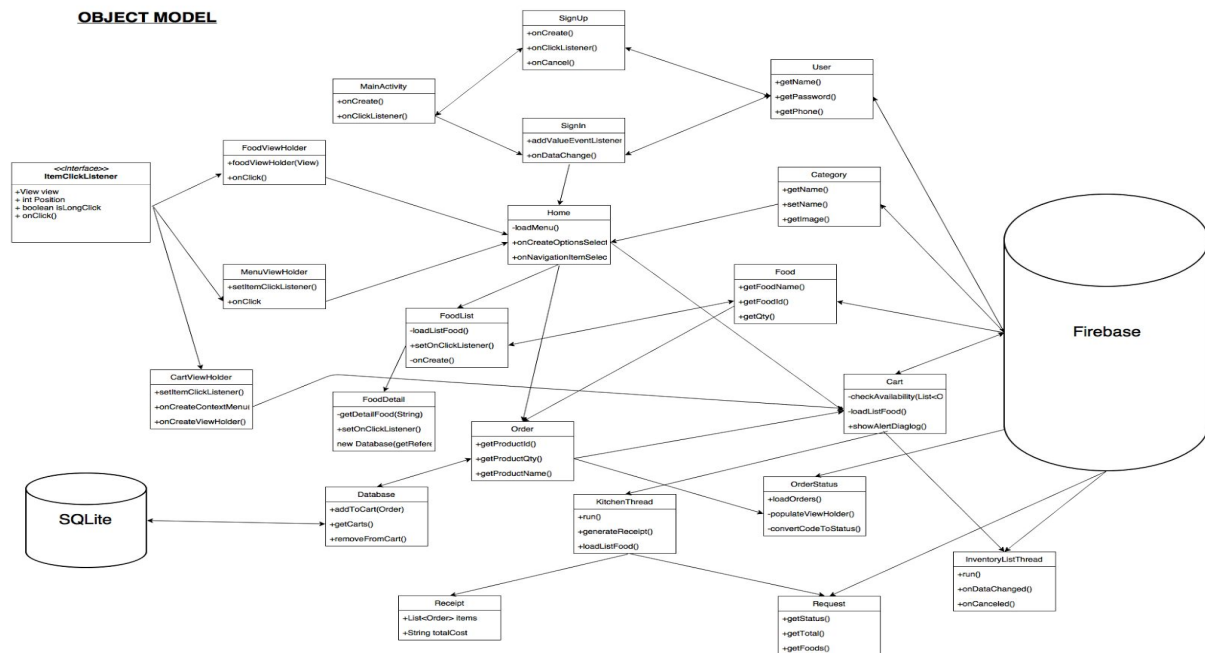 OBJECT MODEL
SignUp
+onCreate()
+onClickListener()
+onCancel()
User
+getName()
+getPassword()
+getPhone()
MainActivity
+onCreate()
+onClickListener()
SignIn
+addValueEventListener
+onDataChange()
FoodViewHolder
+foodViewHolder(View)
+onClick()
<<interface>>
ItemClickListener
+View view
+ int Position
+ boolean isLongClick
+ onClick()
Category
+getName()
+setName()
+getImage()
Home
-loadMenu()
+onCreateOptionsSelect
+onNavigationItemSelec
MenuViewHolder
+setItemClickListener()
+onClick
Food
+getFoodName()
+getFoodId()
+getQty()
FoodList
-loadListFood()
+setOnClickListener()
-onCreate()
Firebase
CartViewHolder
+setItemClickListener()
+onCreateContextMenu(
+onCreateViewHolder()
FoodDetail
-getDetailFood(String)
+setOnClickListener()
new Database(getRefere
Cart
-checkAvailability(List<O
-loadListFood()
+showAlertDiaglog()
Order
+getProductId()
+getProductQty()
+getProductName()
SQLite
Database
+addToCart(Order)
+getCarts()
+removeFromCart()
KitchenThread
+run()
+generateReceipt()
+loadListFood()
OrderStatus
+loadOrders()
-populateViewHolder()
-convertCodeToStatus()
InventoryListThread
+run()
+onDataChanged()
+onCanceled()
Receipt
+List<Order> items
+String totalCost
Request
+getStatus()
+getTotal()
+getFoods()